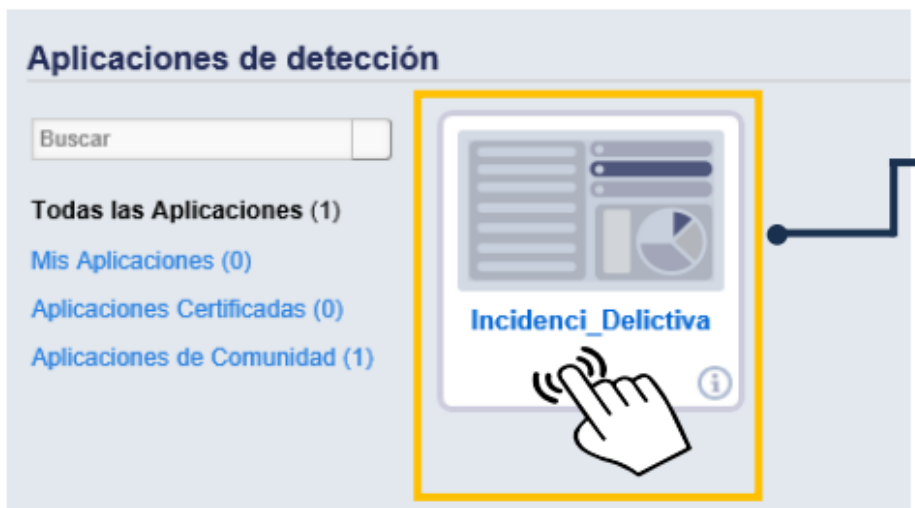 Aplicaciones de detección
Buscar
Todas las Aplicaciones (1)
Mis Aplicaciones (0)
Aplicaciones Certificadas (0)
Aplicaciones de Comunidad (1)
Incidenci_Delictiva
i